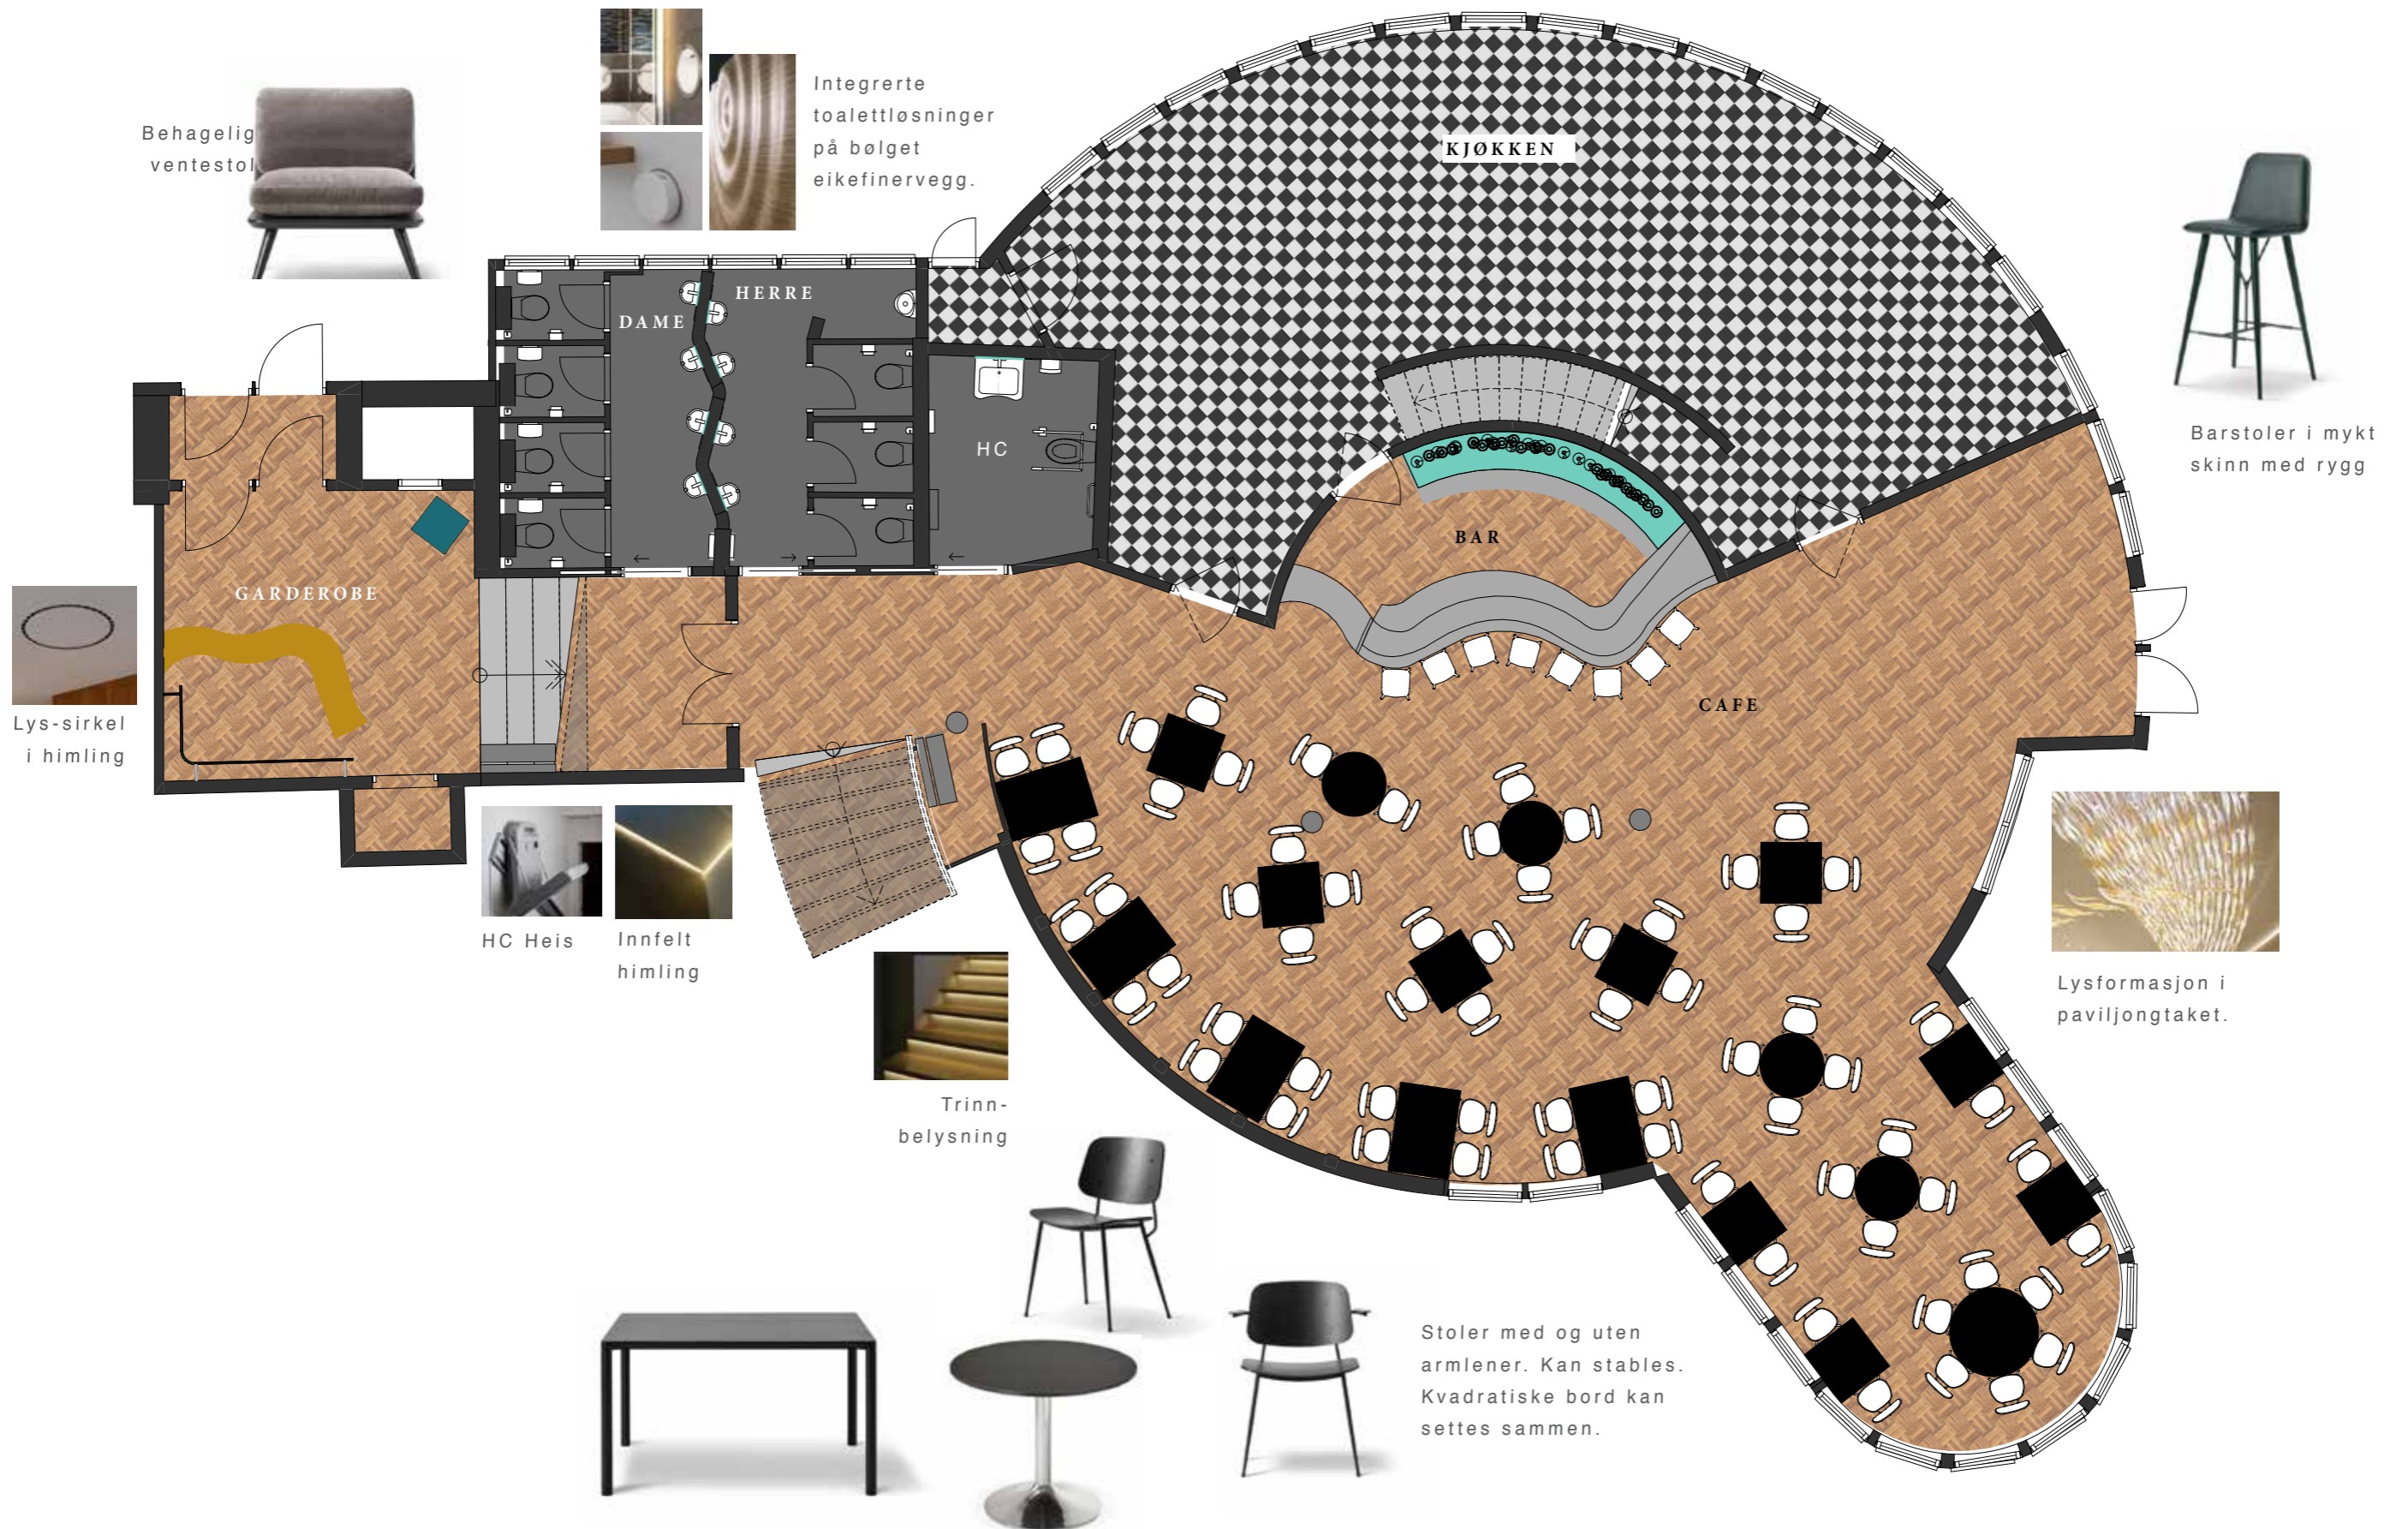 Behagelig
ventestol
Integrerte
toalettløsninger
på bølget
eikefinervegg.
KJØKKEN
HERRE
DAME
HC
BAR
Barstoler i mykt
skinn med rygg
GARDEROBE
Lys-sirkel
i himling
CAFE
HC Heis
Innfelt
himling
Trinn-
belysning
Lysformasjon i
paviljongtaket.
Stoler med og uten
armlener. Kan stables.
Kvadratiske bord kan
settes sammen.